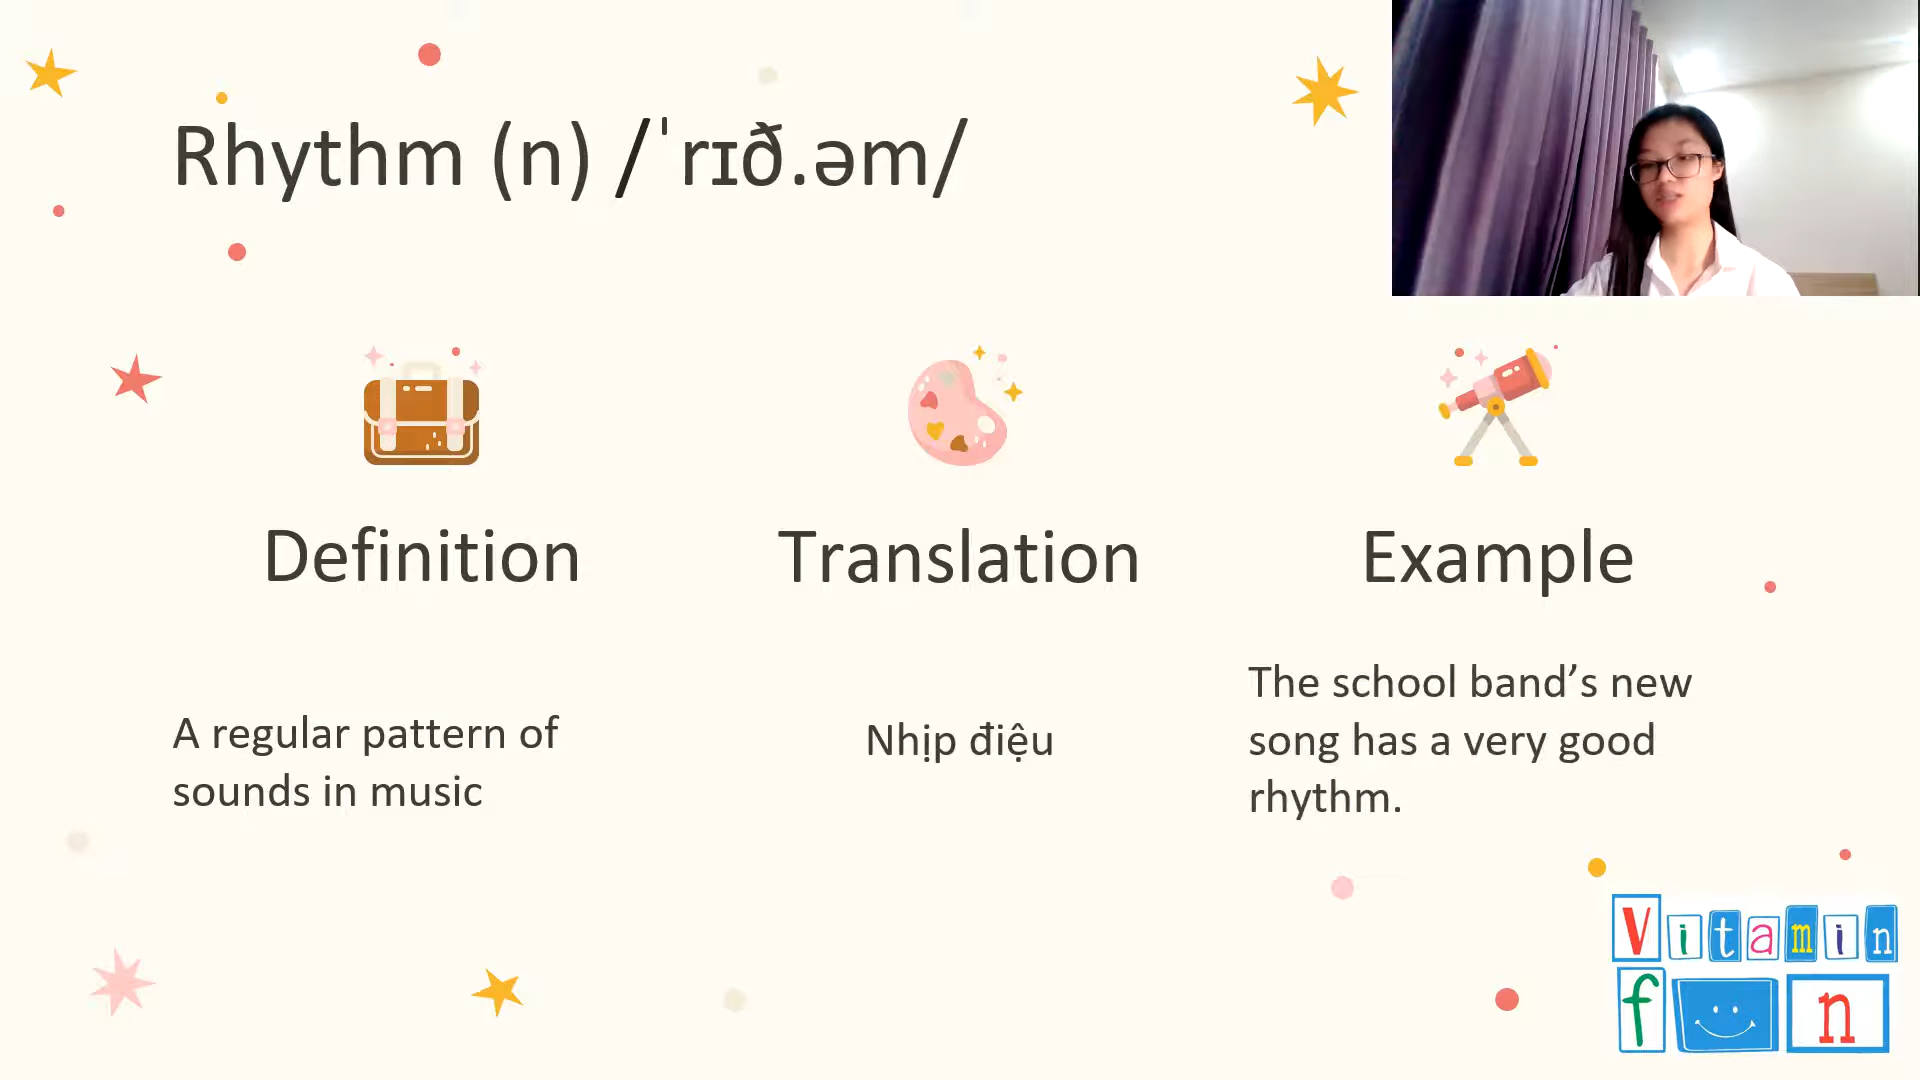 Rhythm (n) /ˈrɪð.əm/
Definition
Translation
Example
A regular pattern of
sounds in music
Nhịp điệu
The school band’s new
song has a very good
rhythm.
Vitamin
fun